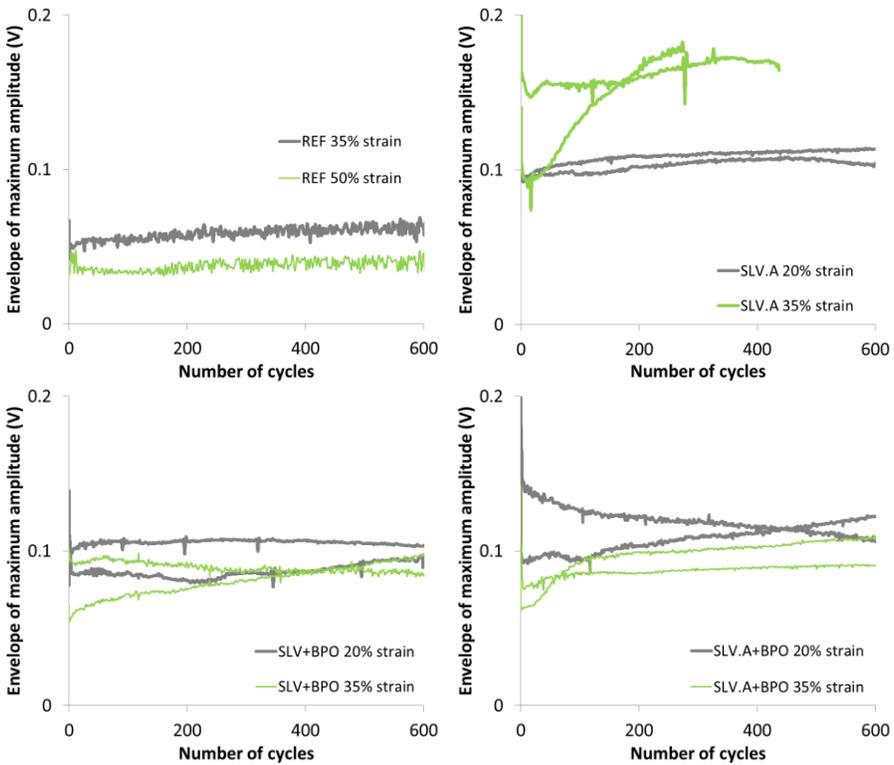 Envelope of maximum amplitude (V)
0.2
0.1
0
REF 35% strain
REF 50% strain
0 200 400 600
Number of cycles
Envelope of maximum amplitude (V)
0.2
0.1
0
SLV.A 20% strain
SLV.A 35% strain
0 200 400 600
Number of cycles
Envelope of maximum amplitude (V)
0.2
0.1
0
SLV+BPO 20% strain
SLV+BPO 35% strain
0 200 400 600
Number of cycles
Envelope of maximum amplitude (V)
0.2
0.1
0
SLV.A+BPO 20% strain
SLV.A+BPO 35% strain
0 200 400 600
Number of cycles